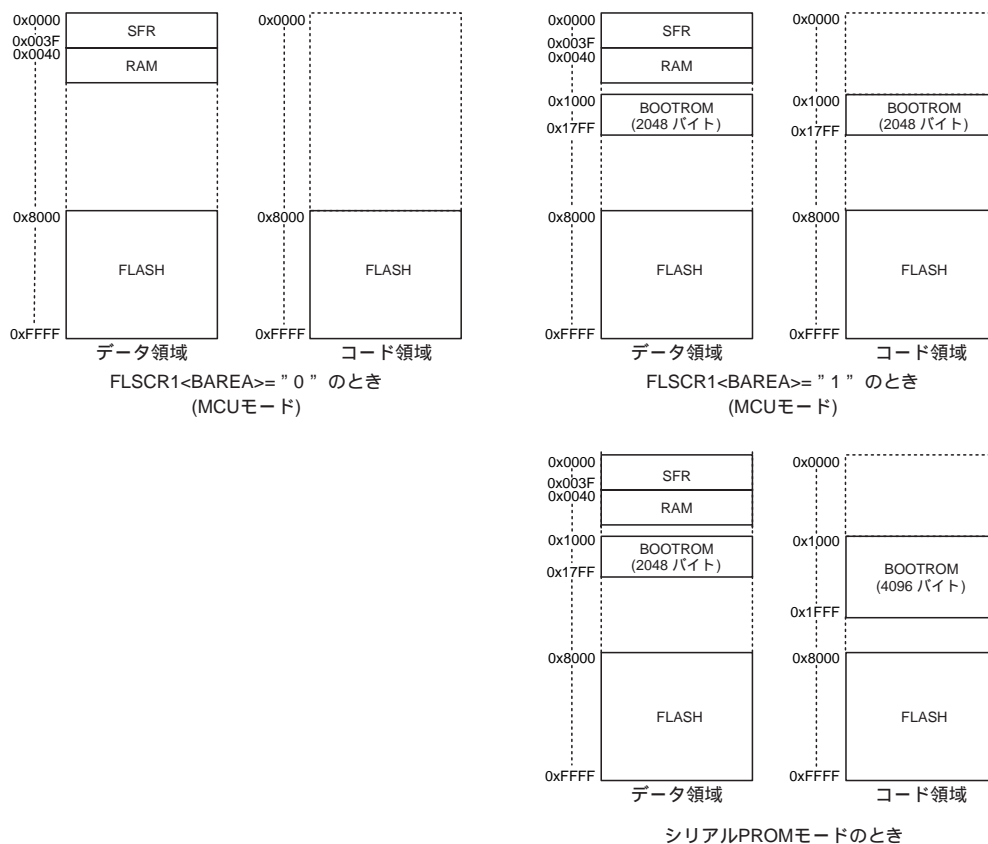 0x0000
SFR
0x003F
0x0040
RAM
0x8000
FLASH
0xFFFF
データ領域
0x0000
0x8000
FLASH
0xFFFF
コード領域
FLSCR1<BAREA>= ” 0 ” のとき
(MCUモード)
0x0000
SFR
0x003F
0x0040
RAM
0x1000
BOOTROM
(2048 バイト)
0x17FF
0x8000
FLASH
0xFFFF
データ領域
0x0000
0x1000
BOOTROM
(2048 バイト)
0x17FF
0x8000
FLASH
0xFFFF
コード領域
FLSCR1<BAREA>= ” 1 ” のとき
(MCUモード)
0x0000
SFR
0x003F
0x0040
RAM
0x1000
BOOTROM
(2048 バイト)
0x17FF
0x8000
FLASH
0xFFFF
データ領域
0x0000
0x1000
BOOTROM
(4096 バイト)
0x1FFF
0x8000
FLASH
0xFFFF
コード領域
シリアルPROMモードのとき